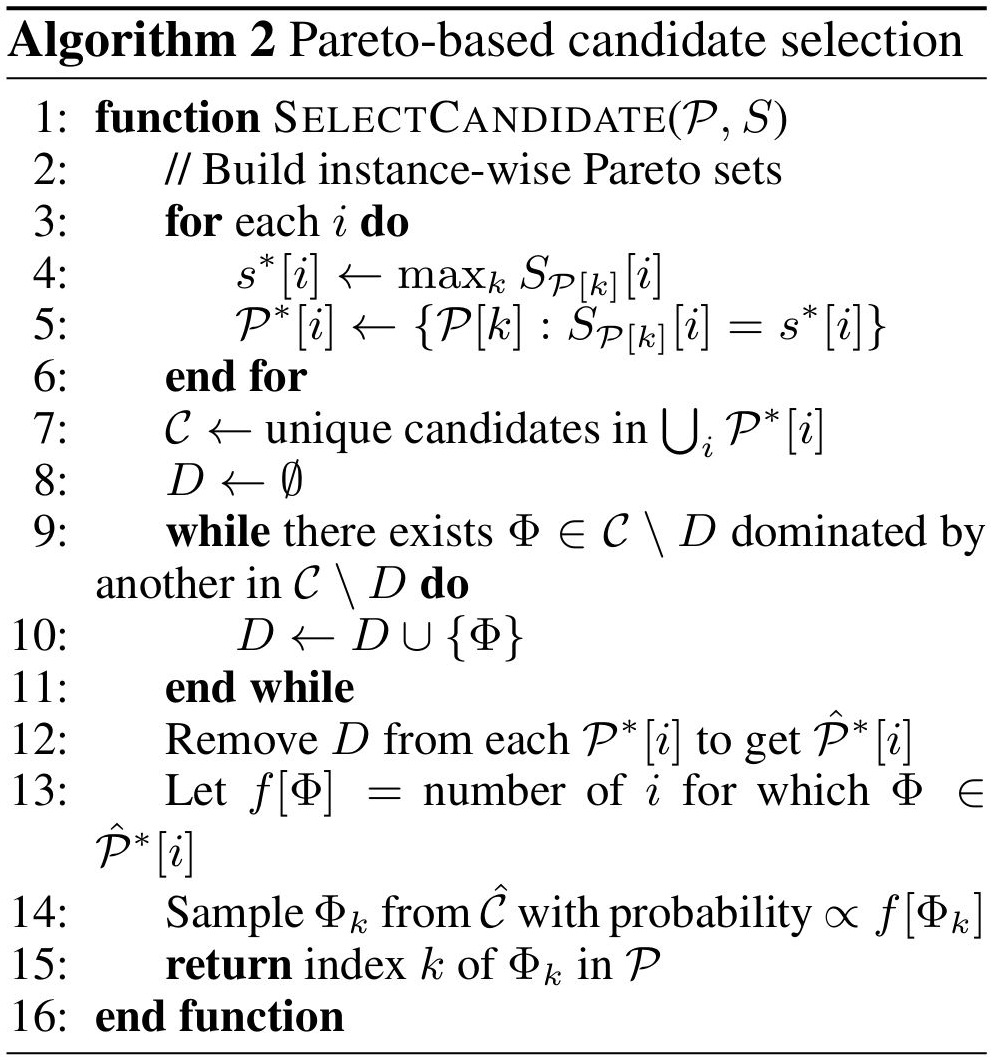 Algorithm 2 Pareto-based candidate selection
1: function SELECTCANDIDATE(𝒫, S)
2: // Build instance-wise Pareto sets
3: for each i do
4: s*[i] ← max_k S_𝒫[k][i]
5: 𝒫*[i] ← {𝒫[k] : S_𝒫[k][i] = s*[i]}
6: end for
7: 𝒞 ← unique candidates in ⋃_i 𝒫*[i]
8: D ← ∅
9: while there exists Φ ∈ 𝒞 \ D dominated by
another in 𝒞 \ D do
10: D ← D ∪ {Φ}
11: end while
12: Remove D from each 𝒫*[i] to get 𝒫̂*[i]
13: Let f[Φ] = number of i for which Φ ∈
𝒫̂*[i]
14: Sample Φ_k from 𝒞̂ with probability ∝ f[Φ_k]
15: return index k of Φ_k in 𝒫
16: end function